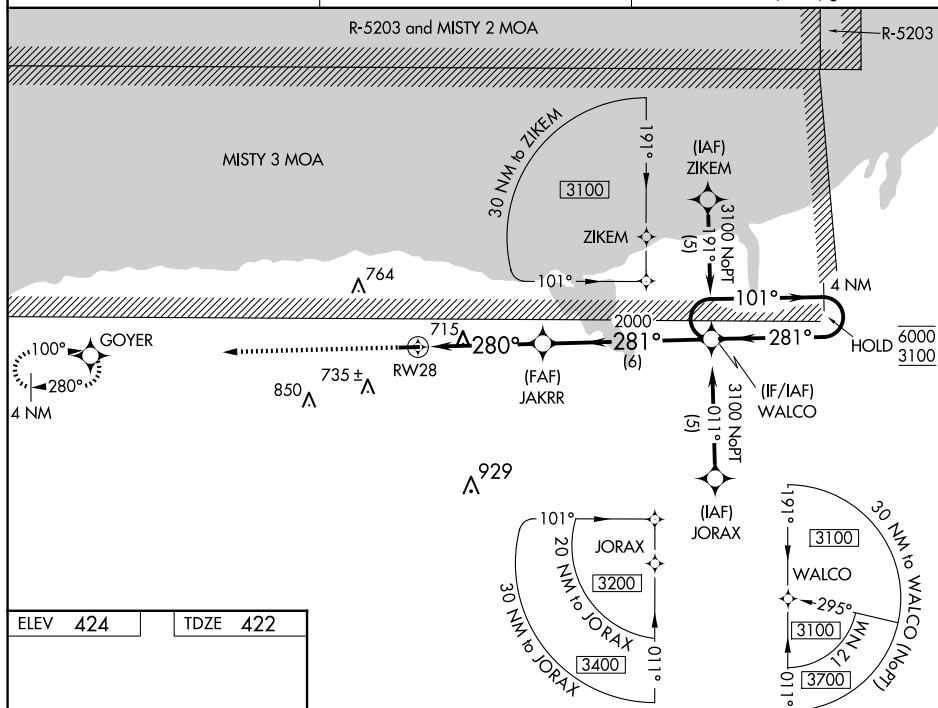 R-5203 and MISTY 2 MOA
R-5203
MISTY 3 MOA
30 NM to ZIKEM
3100
191°
ZIKEM
101°
(IAF)
ZIKEM
3100 NoPT
191°
(5)
764
4 NM
101°
2000
281°
(6)
281°
HOLD
6000
3100
100°
GOYER
280°
4 NM
715
280°
RW28
(FAF)
JAKRR
(IF/IAF)
WALCO
735 ±
850
3100 NoPT
011°
(5)
929
(IAF)
JORAX
101°
JORAX
3200
20 NM to JORAX
3400
30 NM to JORAX
011°
191°
3100
30 NM to WALCO (NoPT)
WALCO
295°
3100
12 NM
3700
011°
ELEV 424
TDZE 422